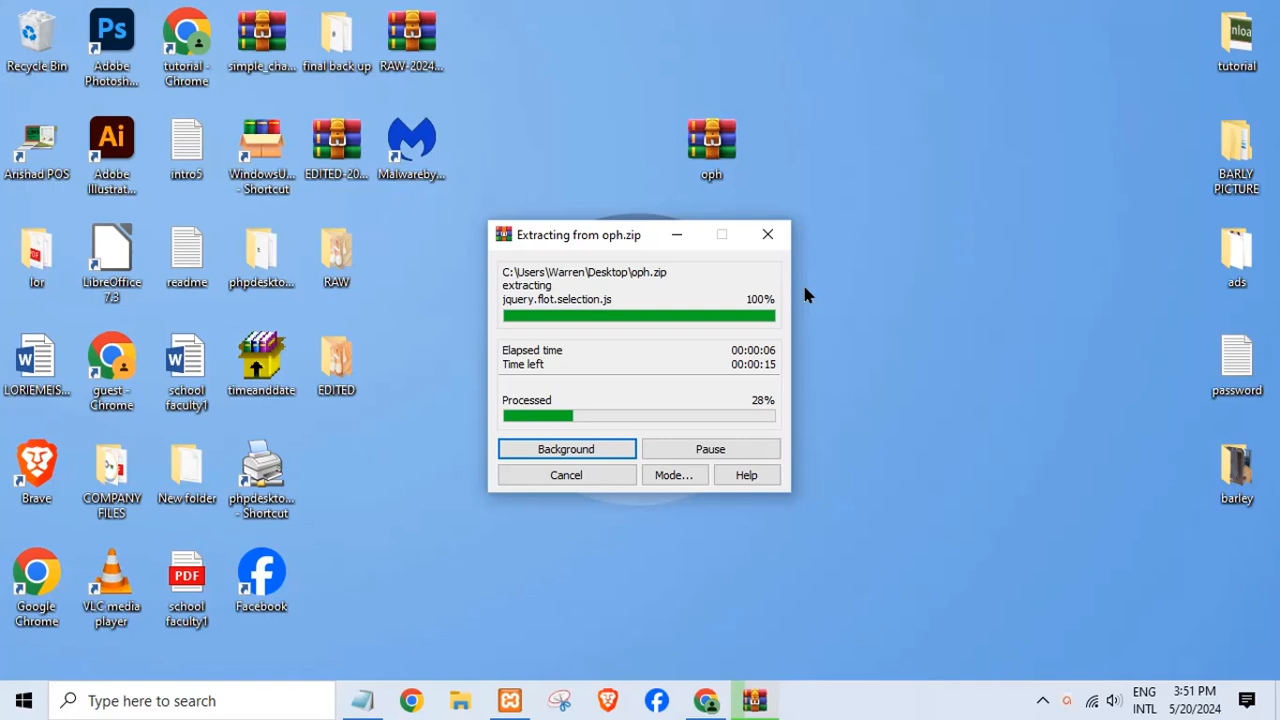 Recycle Bin
Adobe
Photosh...
tutorial -
Chrome
simple_cha...
final back up
RAW-2024...
oph
tutorial
Arishad POS
Adobe
Illustrat...
intro5
WindowsU...
- Shortcut
EDITED-20...
Malwareby...
BARLY
PICTURE
Extracting from oph.zip
C:\Users\Warren\Desktop\oph.zip
extracting
jquery.flot.selection.js 100%
Elapsed time 00:00:06
Time left 00:00:15
Processed 28%
Background Pause
Cancel Mode... Help
lor
LibreOffice
7.3
readme
phpdeskto...
RAW
ads
LORIEMEIS...
guest -
Chrome
school
faculty1
timeanddate
EDITED
password
Brave
COMPANY
FILES
New folder
phpdeskto...
- Shortcut
barley
Google
Chrome
VLC media
player
PDF
school
faculty1
Facebook
Type here to search
ENG
INTL
3:51 PM
5/20/2024